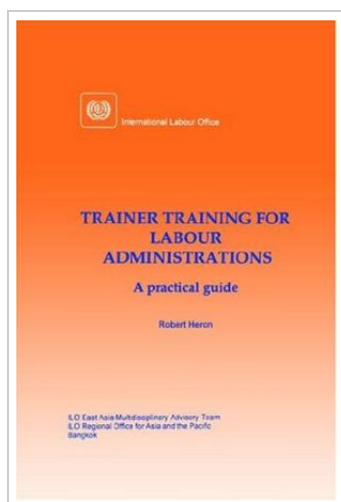 International Labour Office
TRAINER TRAINING FOR
LABOUR
ADMINISTRATIONS
A practical guide
Robert Heron
ILO East Asia Multidisciplinary Advisory Team
ILO Regional Office for Asia and the Pacific
Bangkok